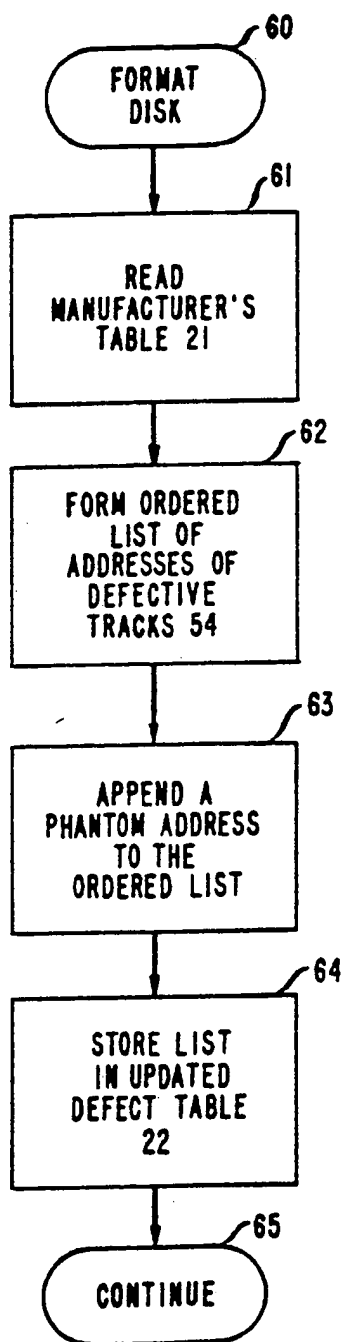 60
FORMAT
DISK
61
READ
MANUFACTURER'S
TABLE 21
62
FORM ORDERED
LIST OF
ADDRESSES OF
DEFECTIVE
TRACKS 54
63
APPEND A
PHANTOM ADDRESS
TO THE
ORDERED LIST
64
STORE LIST
IN UPDATED
DEFECT TABLE
22
65
CONTINUE